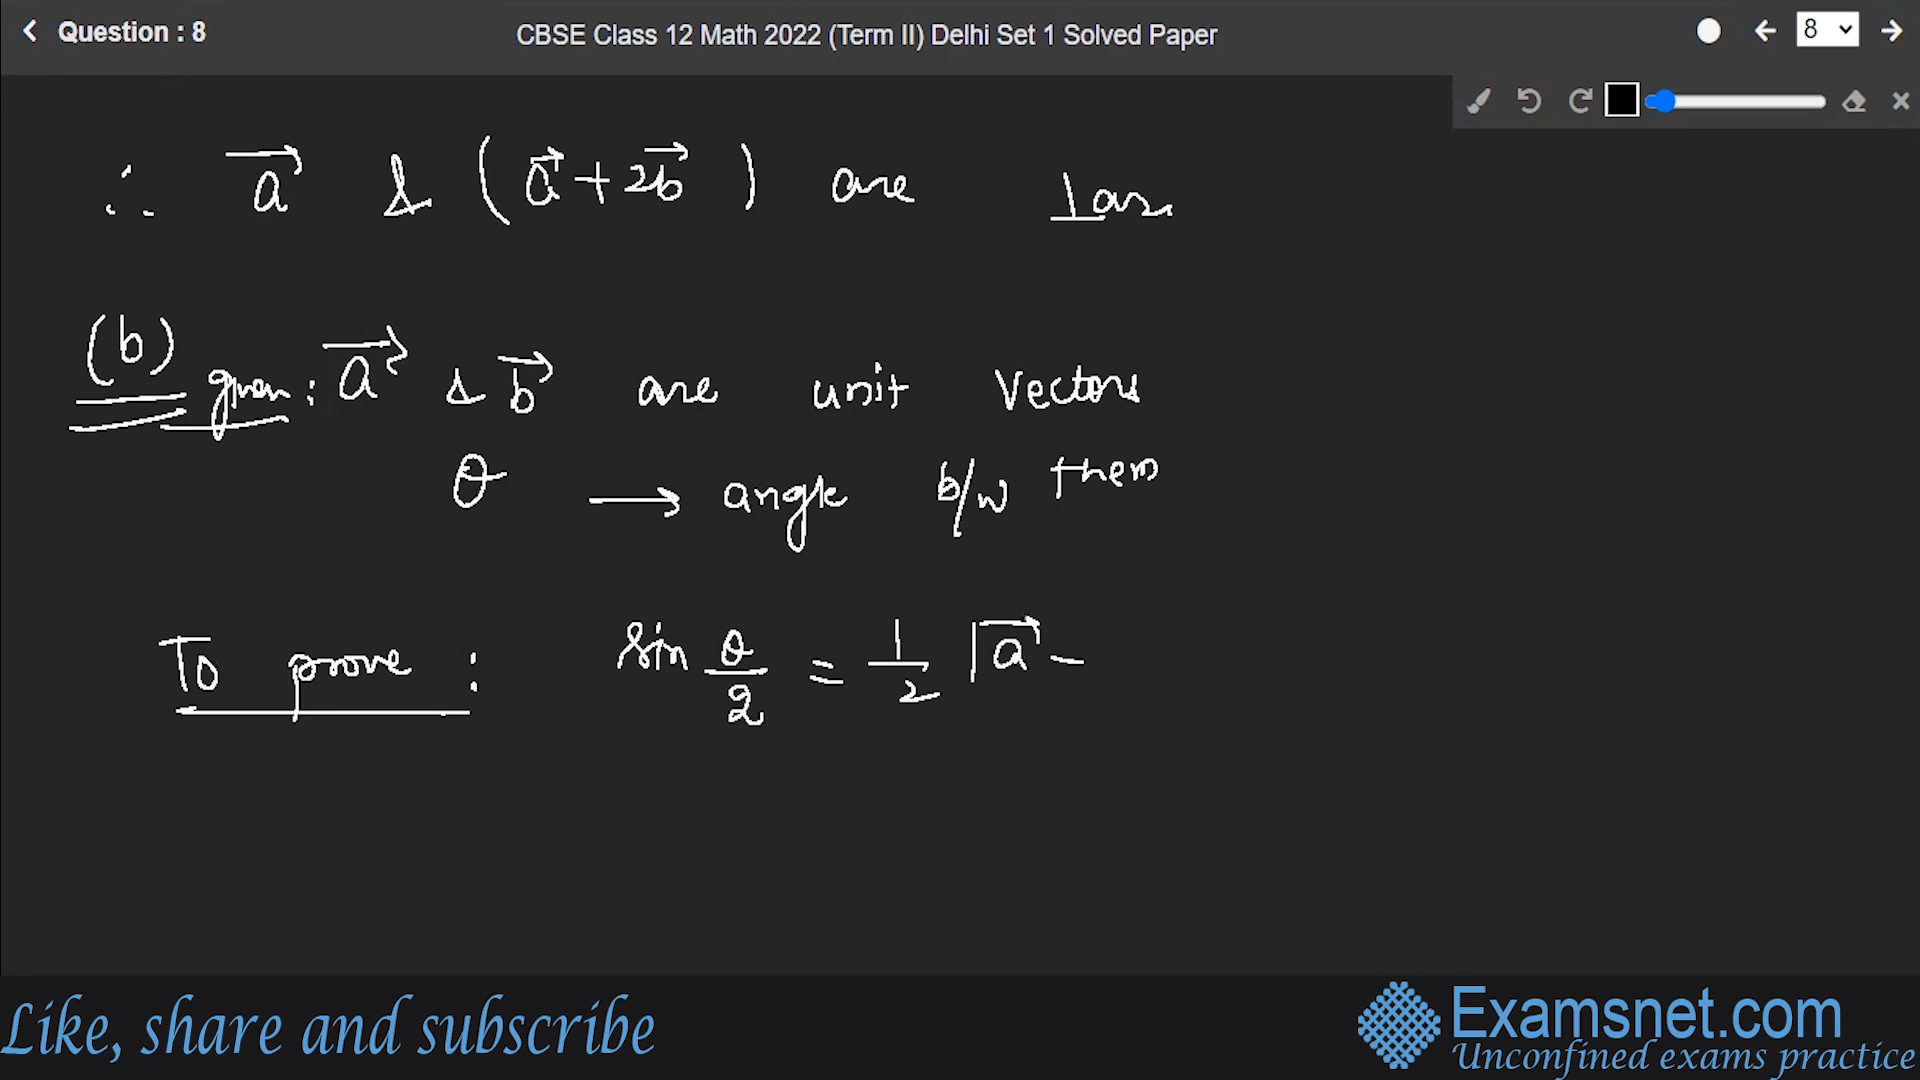 Question : 8
CBSE Class 12 Math 2022 (Term II) Delhi Set 1 Solved Paper
8
∴ a⃗ & (a⃗ + 2b⃗) are ⊥ar
(b) given: a⃗ & b⃗ are unit vectors
θ → angle b/w them
To prove : sin θ/2 = 1/2 |a⃗ −
Like, share and subscribe
Examsnet.com
Unconfined exams practice